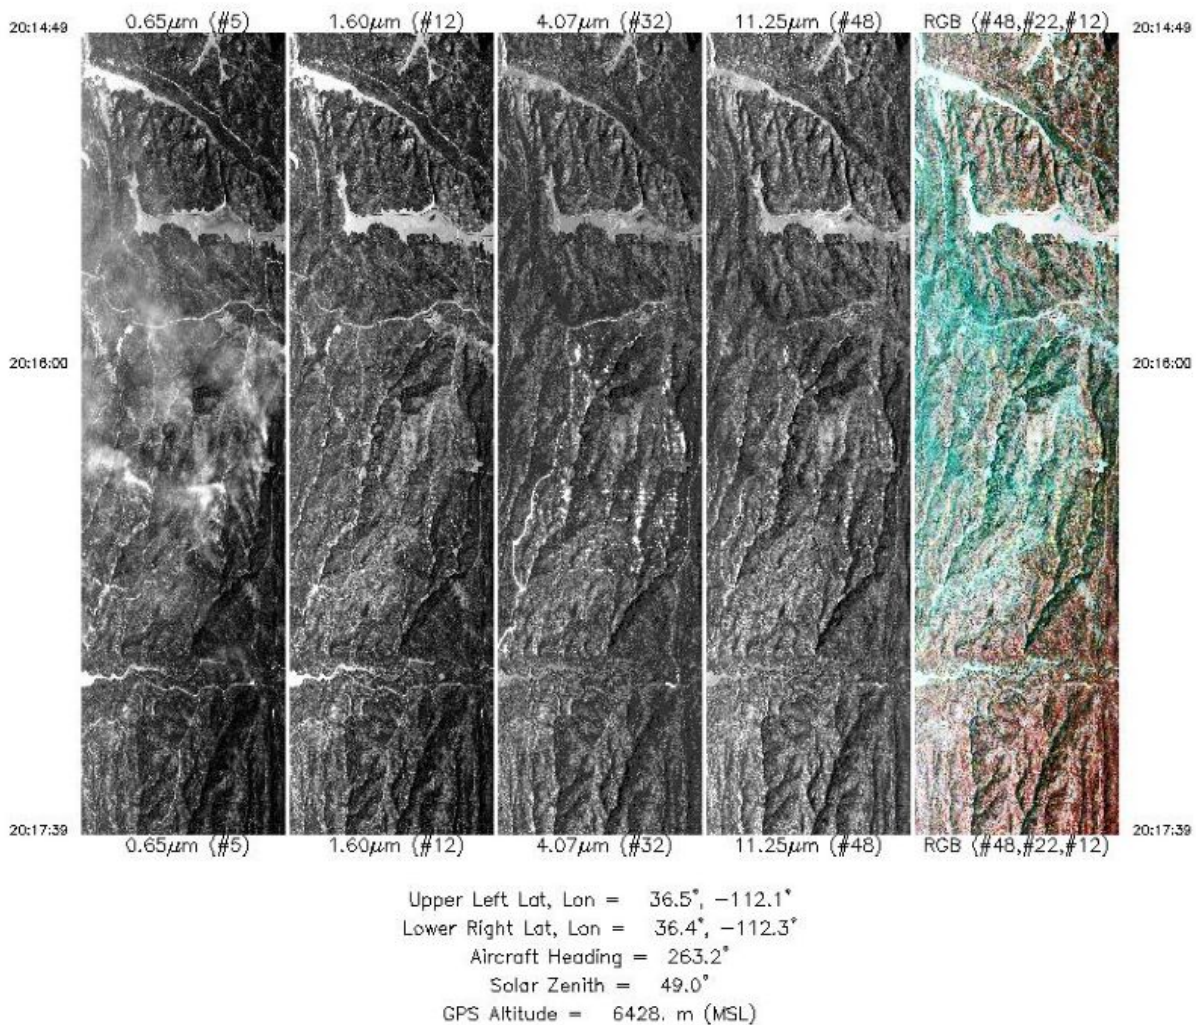 0.65μm (#5) 1.60μm (#12) 4.07μm (#32) 11.25μm (#48) RGB (#48,#22,#12)
20:14:49 20:14:49
20:16:00 20:16:00
20:17:39 20:17:39
0.65μm (#5) 1.60μm (#12) 4.07μm (#32) 11.25μm (#48) RGB (#48,#22,#12)
Upper Left Lat, Lon = 36.5°, -112.1°
Lower Right Lat, Lon = 36.4°, -112.3°
Aircraft Heading = 263.2°
Solar Zenith = 49.0°
GPS Altitude = 6428. m (MSL)